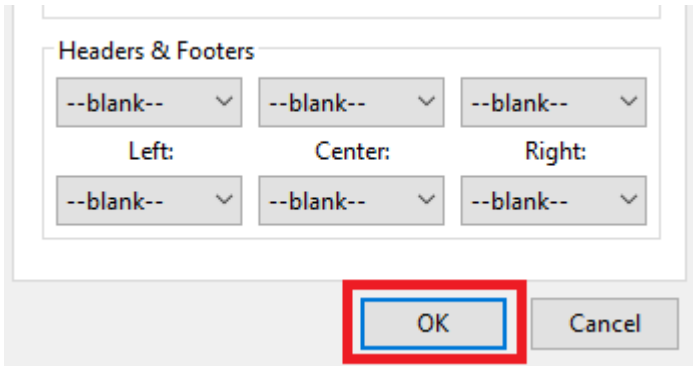 Headers & Footers
--blank-- --blank-- --blank--
Left: Center: Right:
--blank-- --blank-- --blank--
OK Cancel